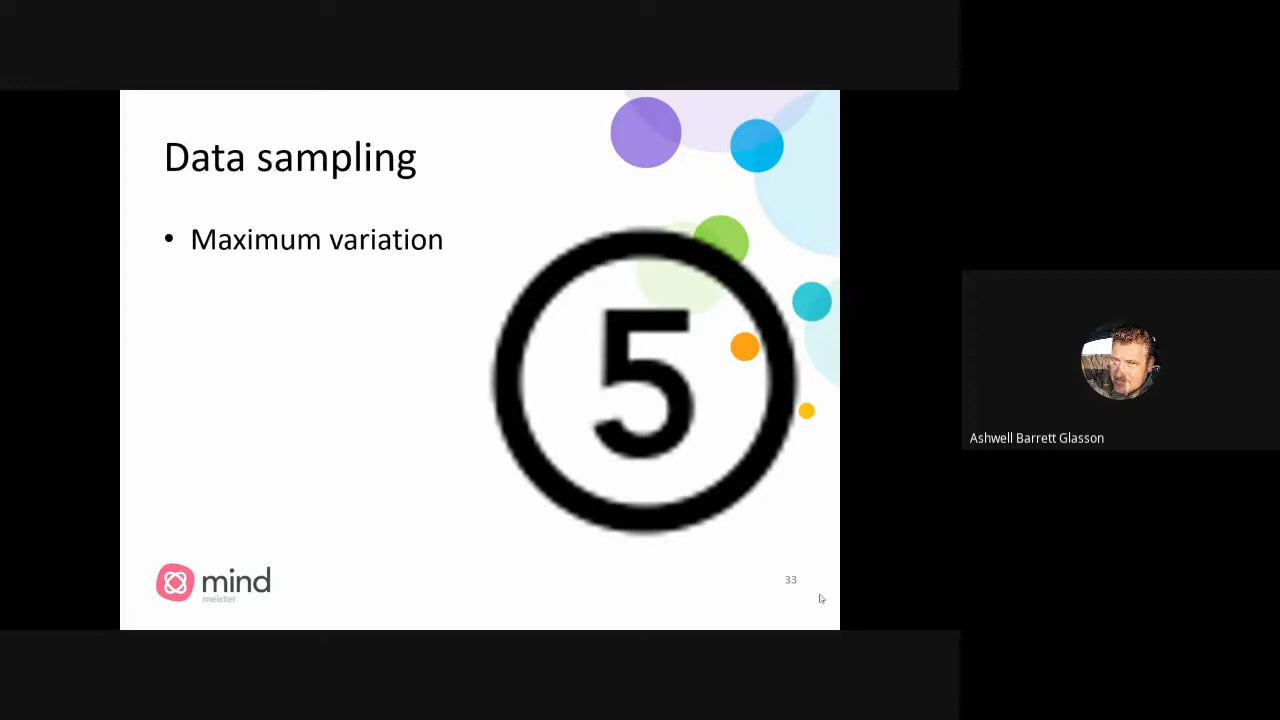 Data sampling
• Maximum variation
5
mind
meister
33
Ashwell Barrett Glasson